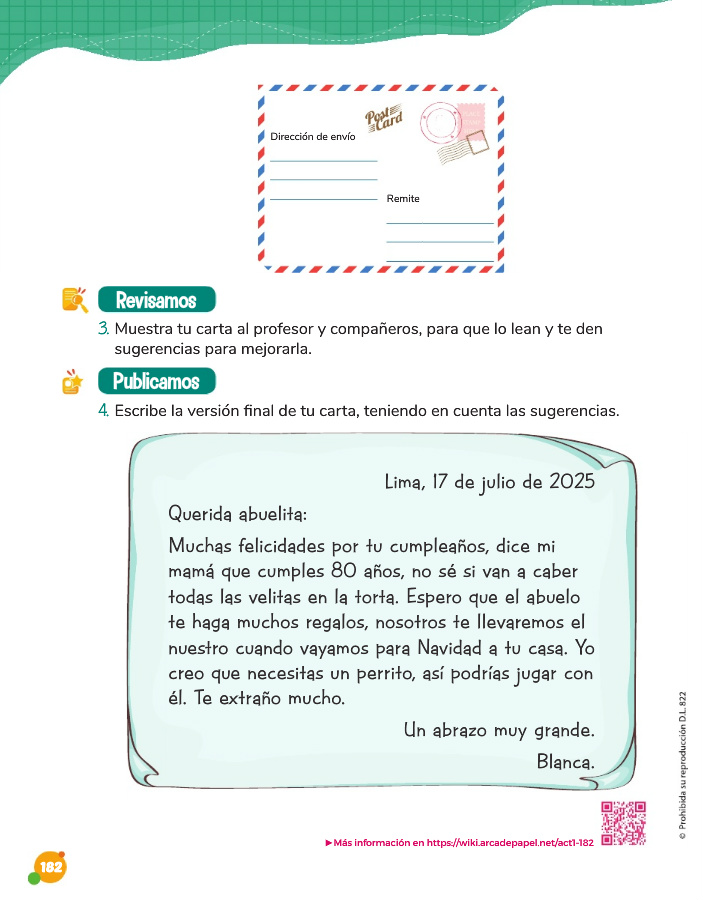 Post
Card
Dirección de envío
Remite
Revisamos
3. Muestra tu carta al profesor y compañeros, para que lo lean y te den
sugerencias para mejorarla.
Publicamos
4. Escribe la versión final de tu carta, teniendo en cuenta las sugerencias.
Lima, 17 de julio de 2025
Querida abuelita:
Muchas felicidades por tu cumpleaños, dice mi
mamá que cumples 80 años, no sé si van a caber
todas las velitas en la torta. Espero que el abuelo
te haga muchos regalos, nosotros te llevaremos el
nuestro cuando vayamos para Navidad a tu casa. Yo
creo que necesitas un perrito, así podrías jugar con
él. Te extraño mucho.
Un abrazo muy grande.
Blanca.
© Prohibida su reproducción D.L. 822
►Más información en https://wiki.arcadepapel.net/act1-182
182